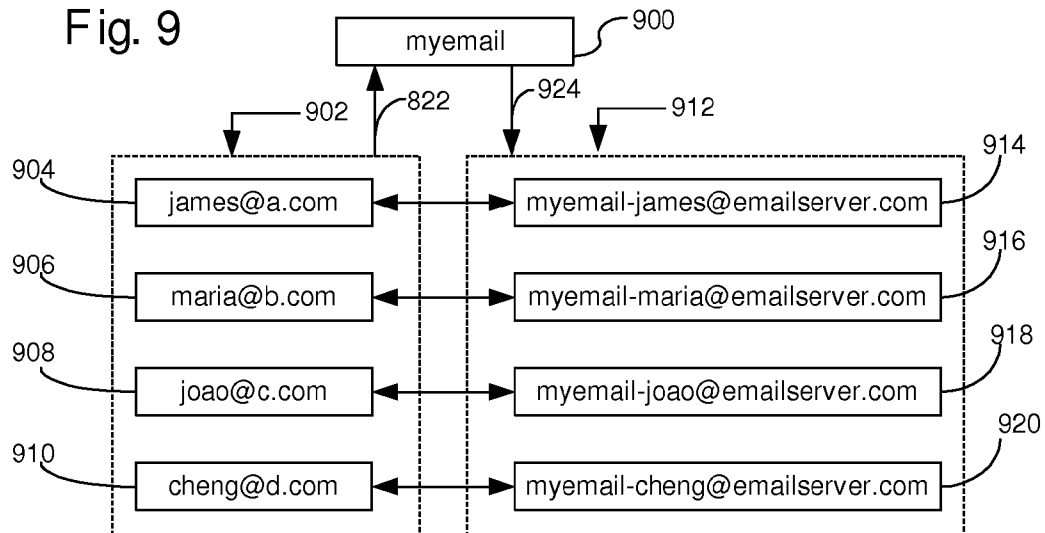 Fig. 9
myemail
900
902
822
924
912
904
james@a.com
myemail-james@emailserver.com
914
906
maria@b.com
myemail-maria@emailserver.com
916
908
joao@c.com
myemail-joao@emailserver.com
918
910
cheng@d.com
myemail-cheng@emailserver.com
920